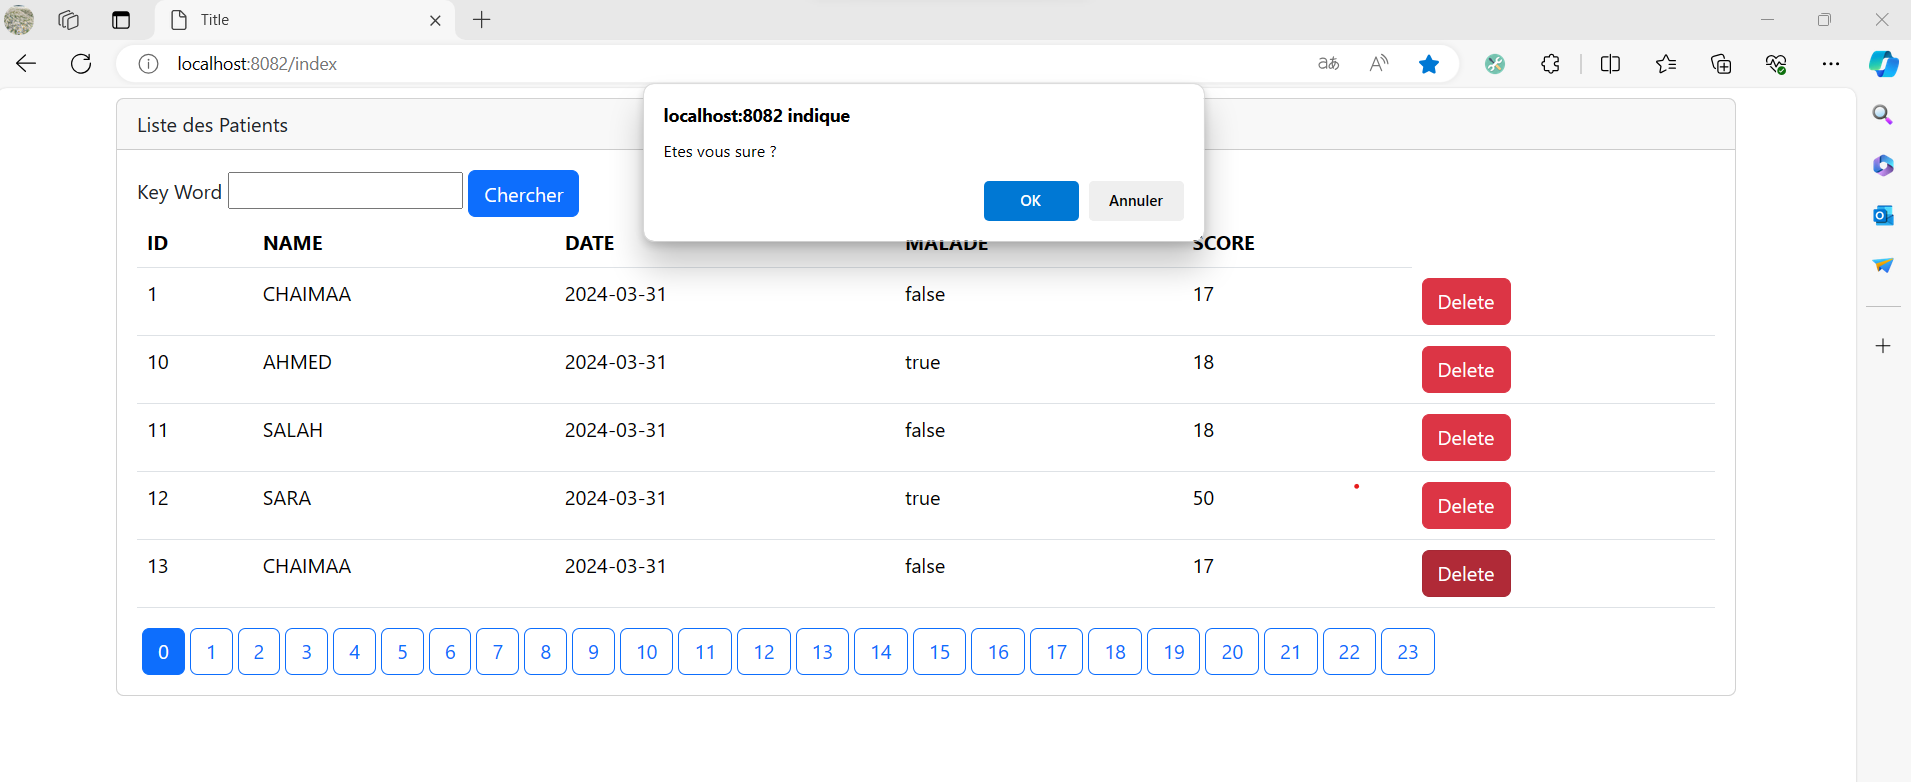 Title
localhost:8082/index
localhost:8082 indique
Etes vous sure ?
OK Annuler
Liste des Patients
Key Word Chercher
ID NAME DATE MALADE SCORE
1 CHAIMAA 2024-03-31 false 17 Delete
10 AHMED 2024-03-31 true 18 Delete
11 SALAH 2024-03-31 false 18 Delete
12 SARA 2024-03-31 true 50 Delete
13 CHAIMAA 2024-03-31 false 17 Delete
0 1 2 3 4 5 6 7 8 9 10 11 12 13 14 15 16 17 18 19 20 21 22 23